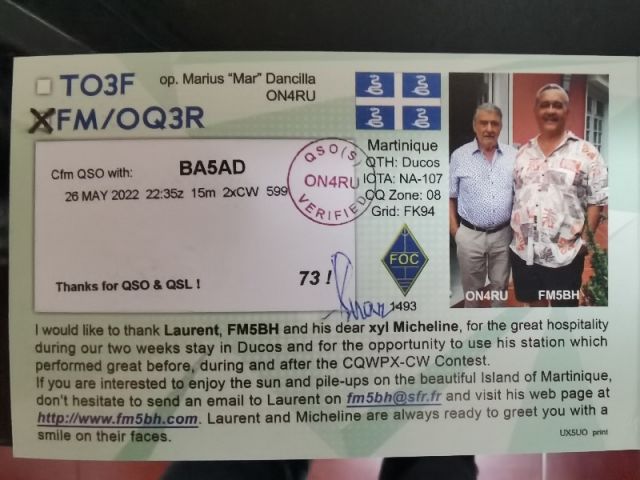 TO3F
op. Marius "Mar" Dancilla
ON4RU
FM/OQ3R
Cfm QSO with: BA5AD
26 MAY 2022 22:35z 15m 2xCW 599
Thanks for QSO & QSL !
73 !
QSO(S)
ON4RU
VERIFIED
Martinique
QTH: Ducos
IOTA: NA-107
CQ Zone: 08
Grid: FK94
FOC
1493
ON4RU
FM5BH
I would like to thank Laurent, FM5BH and his dear xyl Micheline, for the great hospitality
during our two weeks stay in Ducos and for the opportunity to use his station which
performed great before, during and after the CQWPX-CW Contest.
If you are interested to enjoy the sun and pile-ups on the beautiful Island of Martinique,
don't hesitate to send an email to Laurent on fm5bh@sfr.fr and visit his web page at
http://www.fm5bh.com. Laurent and Micheline are always ready to greet you with a
smile on their faces.
UX5UO print